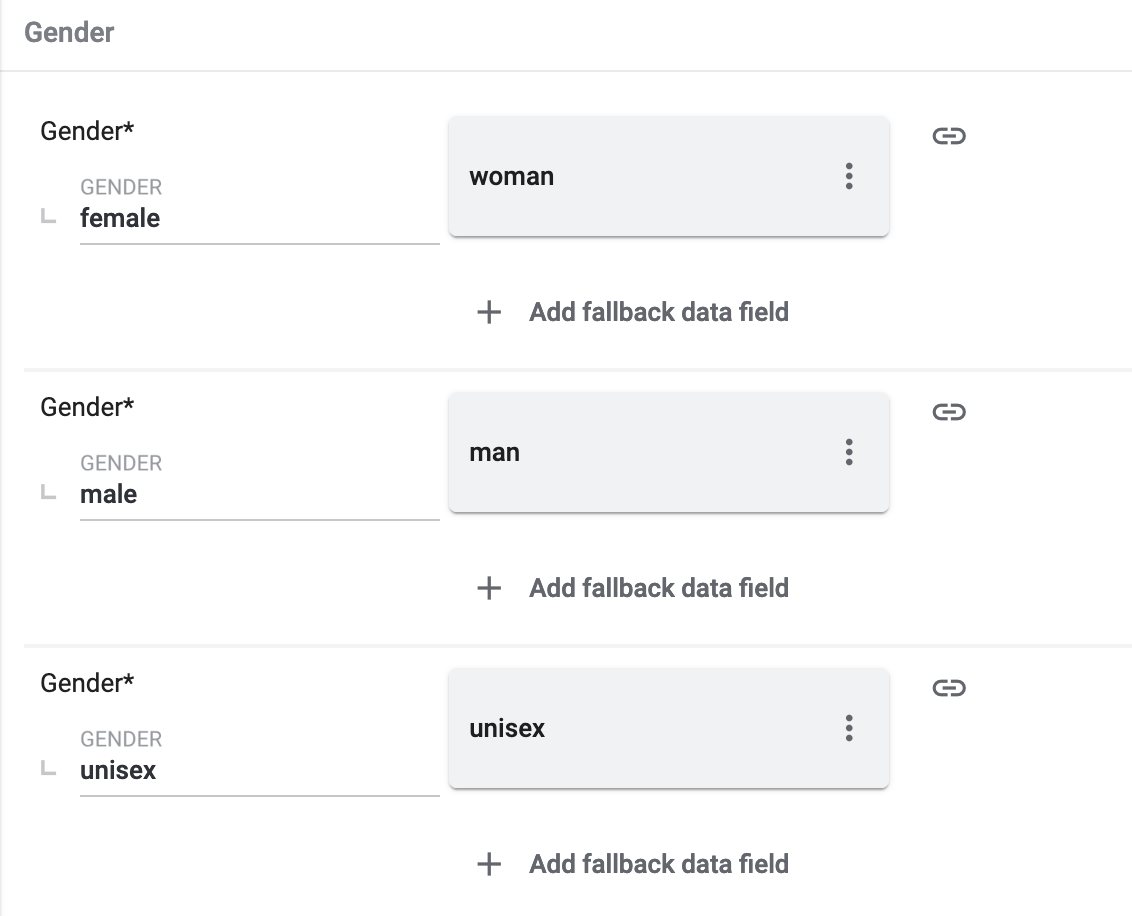 Gender
Gender*
GENDER
female
woman
Add fallback data field
Gender*
GENDER
male
man
Add fallback data field
Gender*
GENDER
unisex
unisex
Add fallback data field